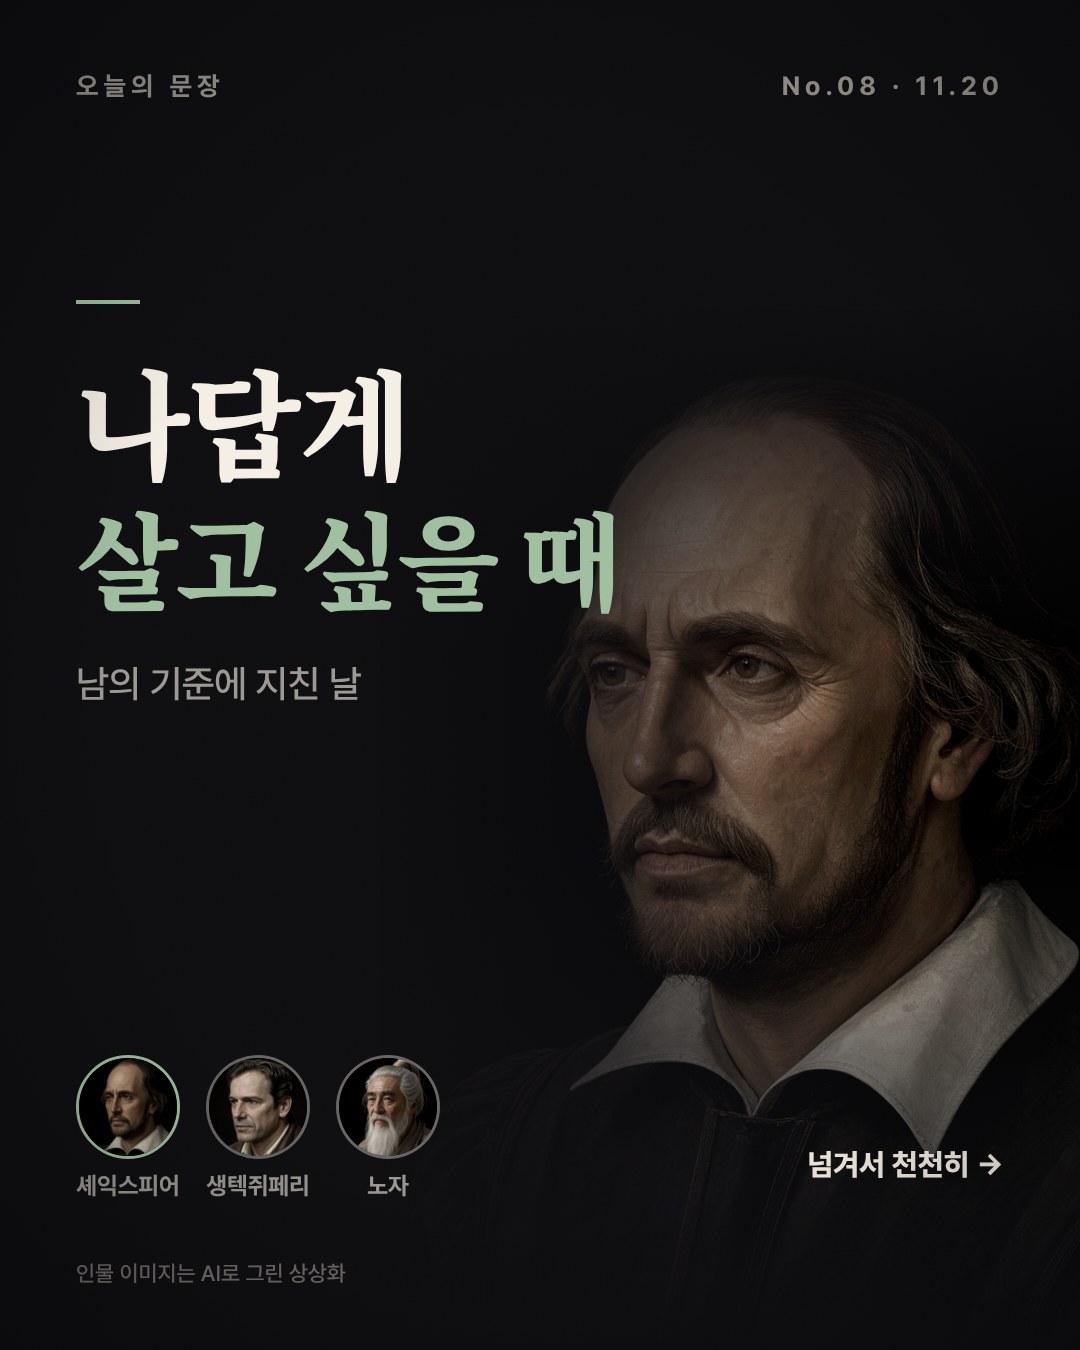 오늘의 문장
No.08 · 11.20
나답게
살고 싶을 때
남의 기준에 지친 날
셰익스피어
생텍쥐페리
노자
넘겨서 천천히 →
인물 이미지는 AI로 그린 상상화